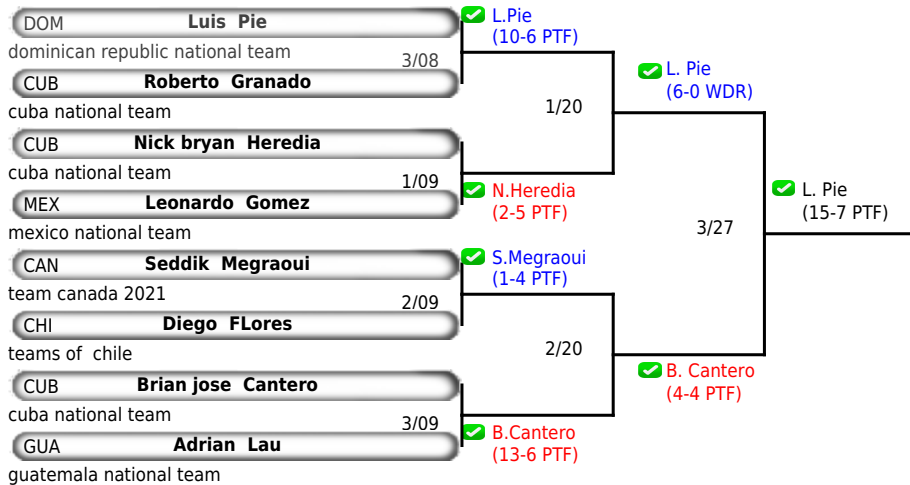 DOM Luis Pie
dominican republic national team
3/08
CUB Roberto Granado
cuba national team
L.Pie
(10-6 PTF)
CUB Nick bryan Heredia
cuba national team
1/09
MEX Leonardo Gomez
mexico national team
N.Heredia
(2-5 PTF)
1/20
L. Pie
(6-0 WDR)
CAN Seddik Megraoui
team canada 2021
2/09
CHI Diego FLores
teams of chile
S.Megraoui
(1-4 PTF)
CUB Brian jose Cantero
cuba national team
3/09
GUA Adrian Lau
guatemala national team
B.Cantero
(13-6 PTF)
2/20
B. Cantero
(4-4 PTF)
3/27
L. Pie
(15-7 PTF)